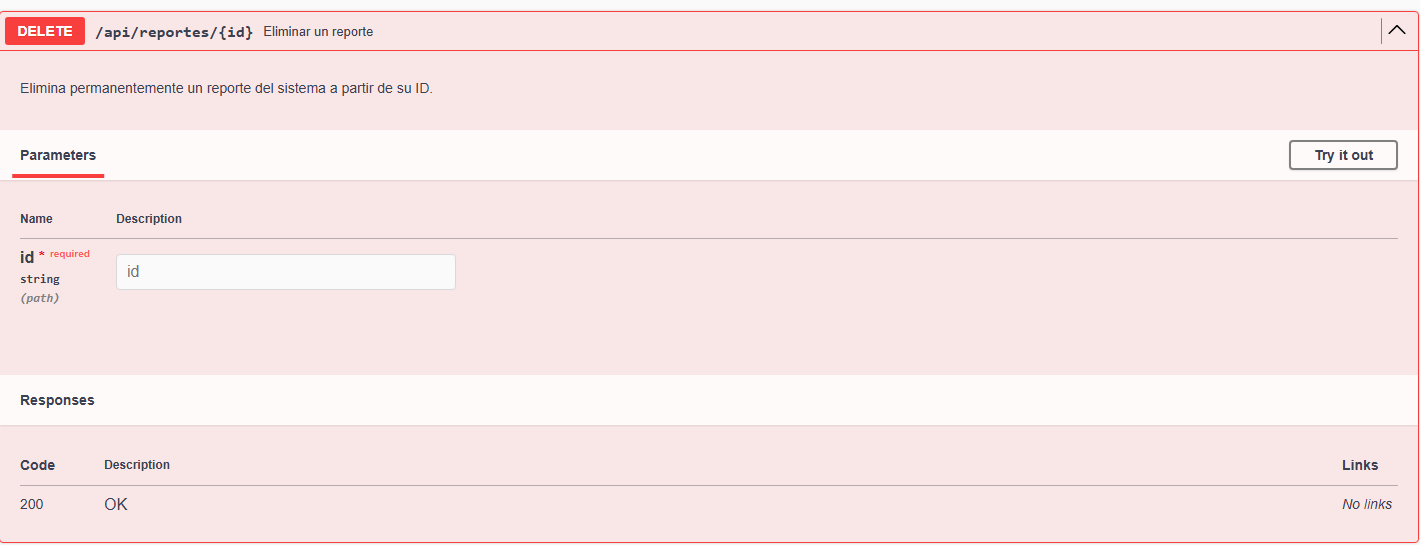 DELETE /api/reportes/{id} Eliminar un reporte
Elimina permanentemente un reporte del sistema a partir de su ID.
Parameters Try it out
Name Description
id * required
string
(path)
id
Responses
Code Description Links
200 OK No links